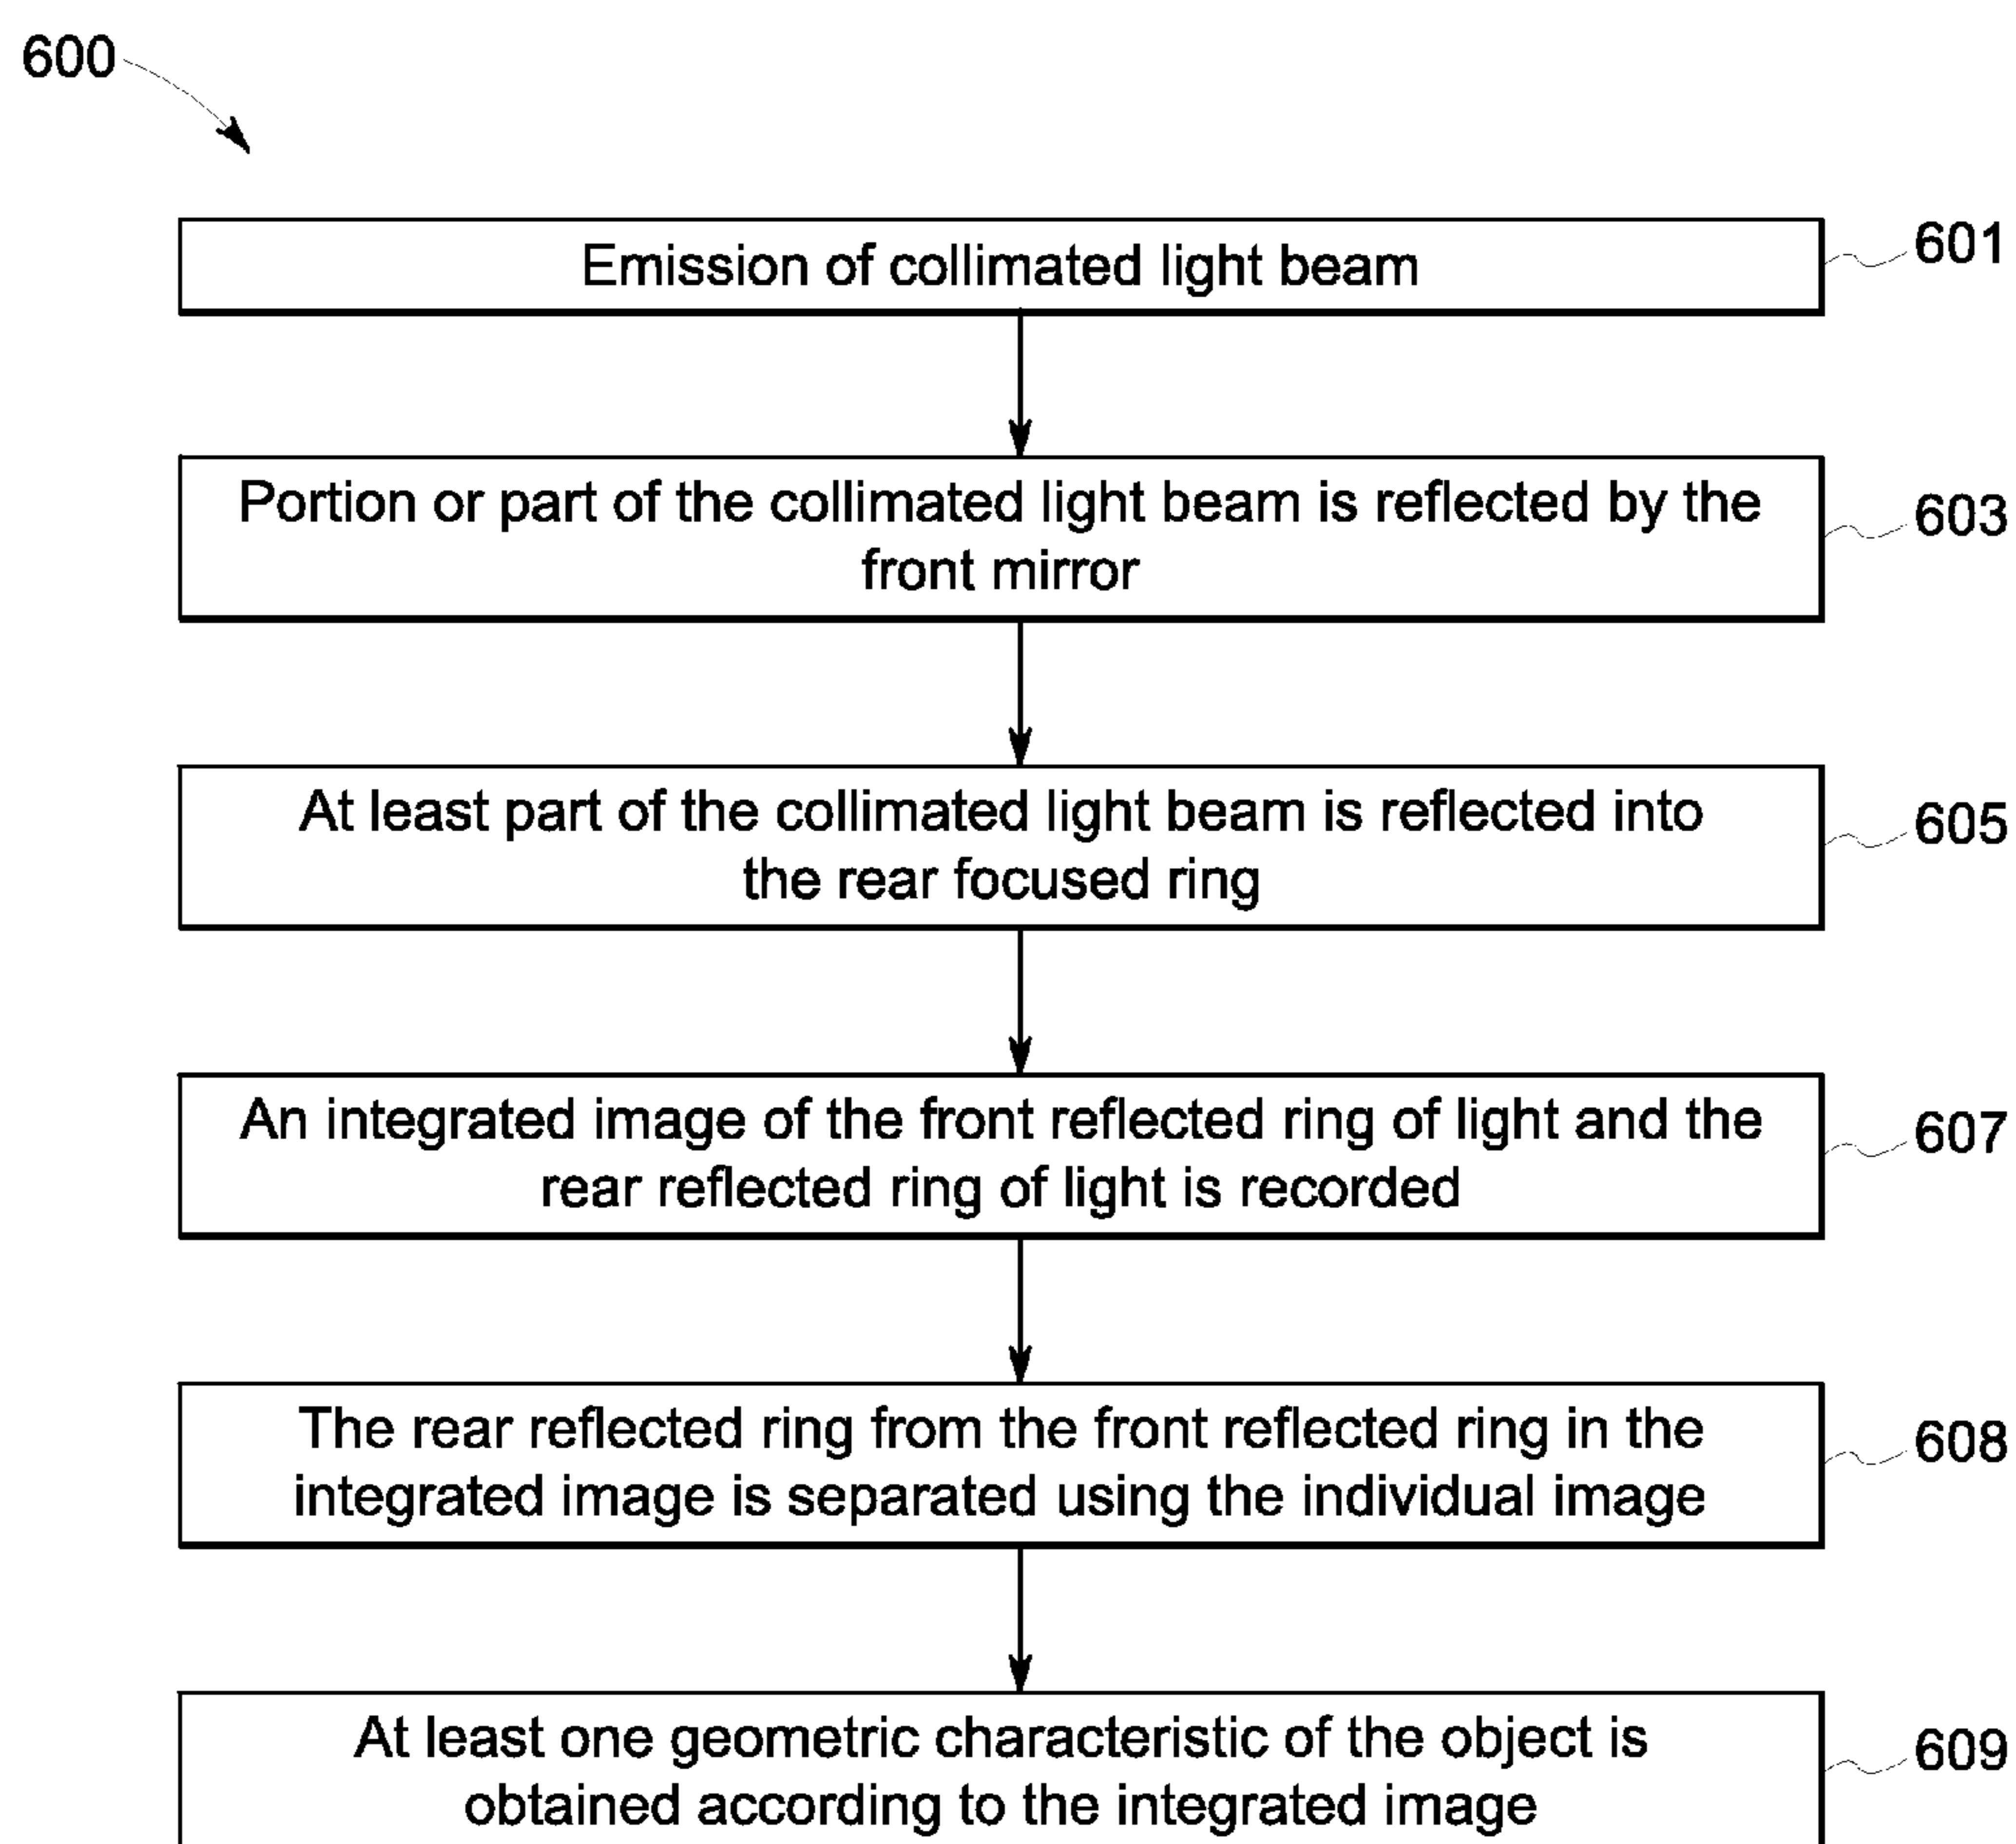 600
Emission of collimated light beam
601
Portion or part of the collimated light beam is reflected by the
front mirror
603
At least part of the collimated light beam is reflected into
the rear focused ring
605
An integrated image of the front reflected ring of light and the
rear reflected ring of light is recorded
607
The rear reflected ring from the front reflected ring in the
integrated image is separated using the individual image
608
At least one geometric characteristic of the object is
obtained according to the integrated image
609